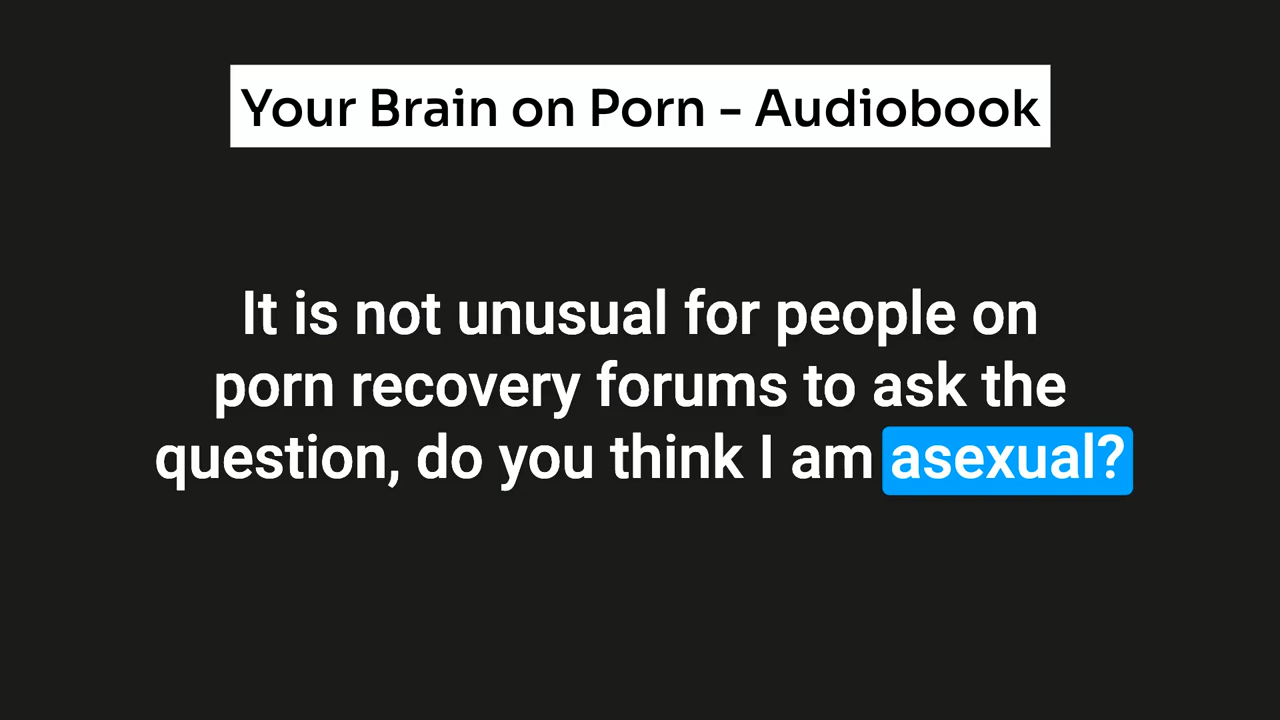 Your Brain on Porn - Audiobook
It is not unusual for people on
porn recovery forums to ask the
question, do you think I am asexual?